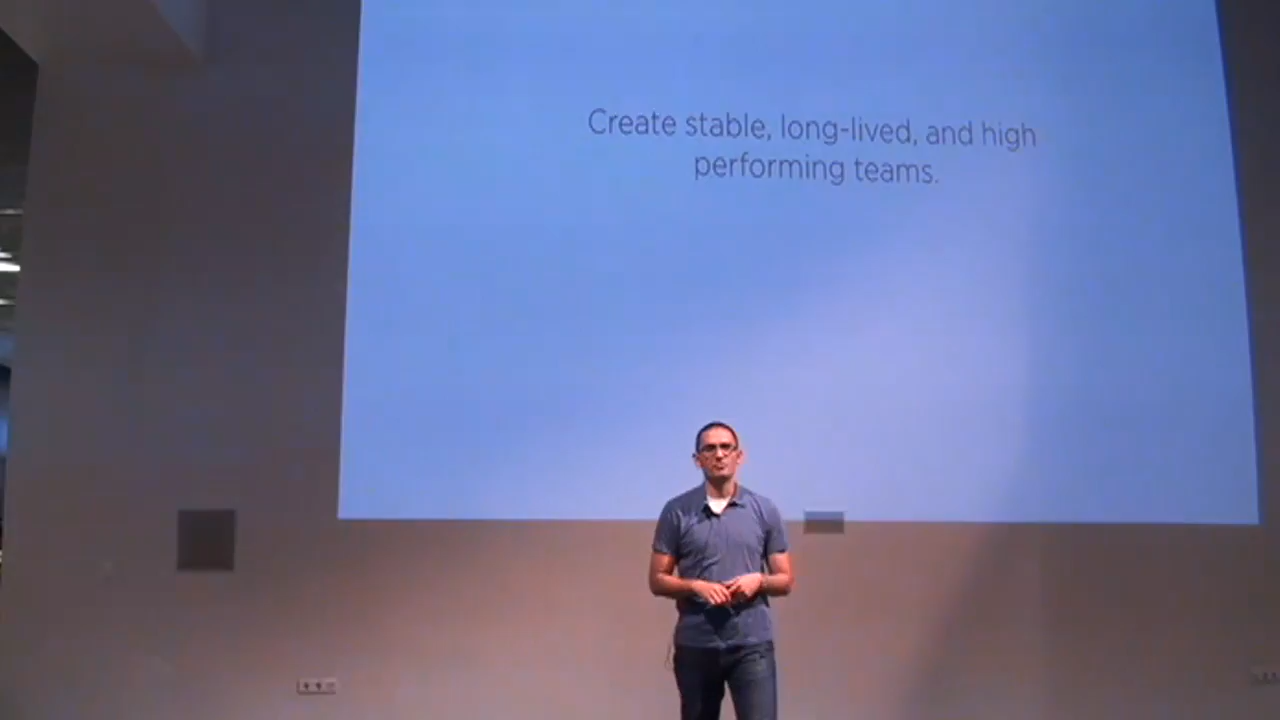 Create stable, long-lived, and high
performing teams.